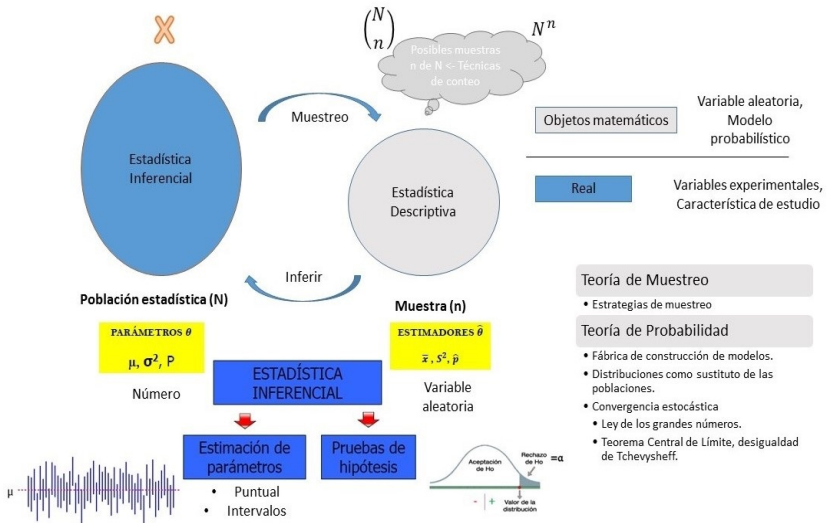 X
(N n)
Nⁿ
Posibles muestras
n de N <- Técnicas
de conteo
Muestreo
Estadística
Inferencial
Estadística
Descriptiva
Inferir
Objetos matemáticos
Variable aleatoria,
Modelo
probabilístico
Real
Variables experimentales,
Característica de estudio
Población estadística (N)
Muestra (n)
PARÁMETROS θ
μ, σ², P
Número
ESTIMADORES θ̂
x̄ , S², p̂
Variable
aleatoria
ESTADÍSTICA
INFERENCIAL
Estimación de
parámetros
• Puntual
• Intervalos
Pruebas de
hipótesis
μ
Aceptación
de Ho
Rechazo
de Ho
=α
- | +
Valor de la
distribución
Teoría de Muestreo
• Estrategias de muestreo
Teoría de Probabilidad
• Fábrica de construcción de modelos.
• Distribuciones como sustituto de las
poblaciones.
• Convergencia estocástica
• Ley de los grandes números.
• Teorema Central de Límite, desigualdad
de Tchevysheff.